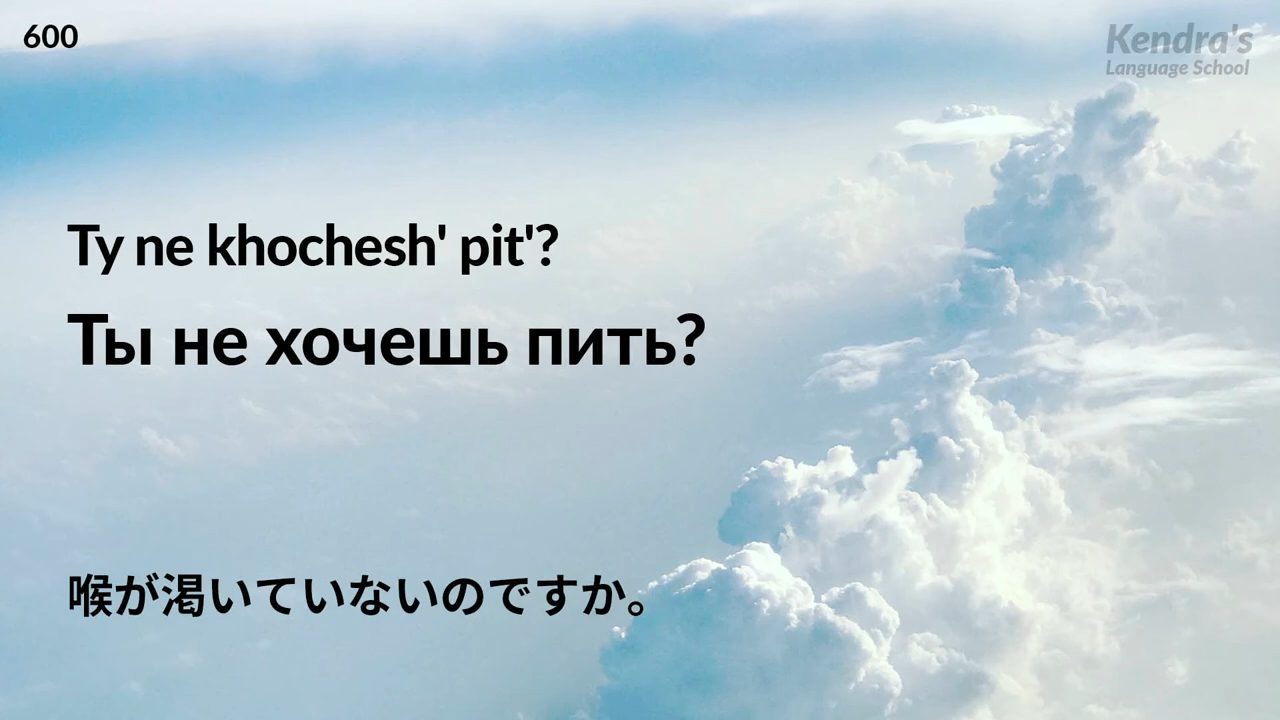 600
Kendra's
Language School
Ty ne khochesh' pit'?
Ты не хочешь пить?
喉が渇いていないのですか。